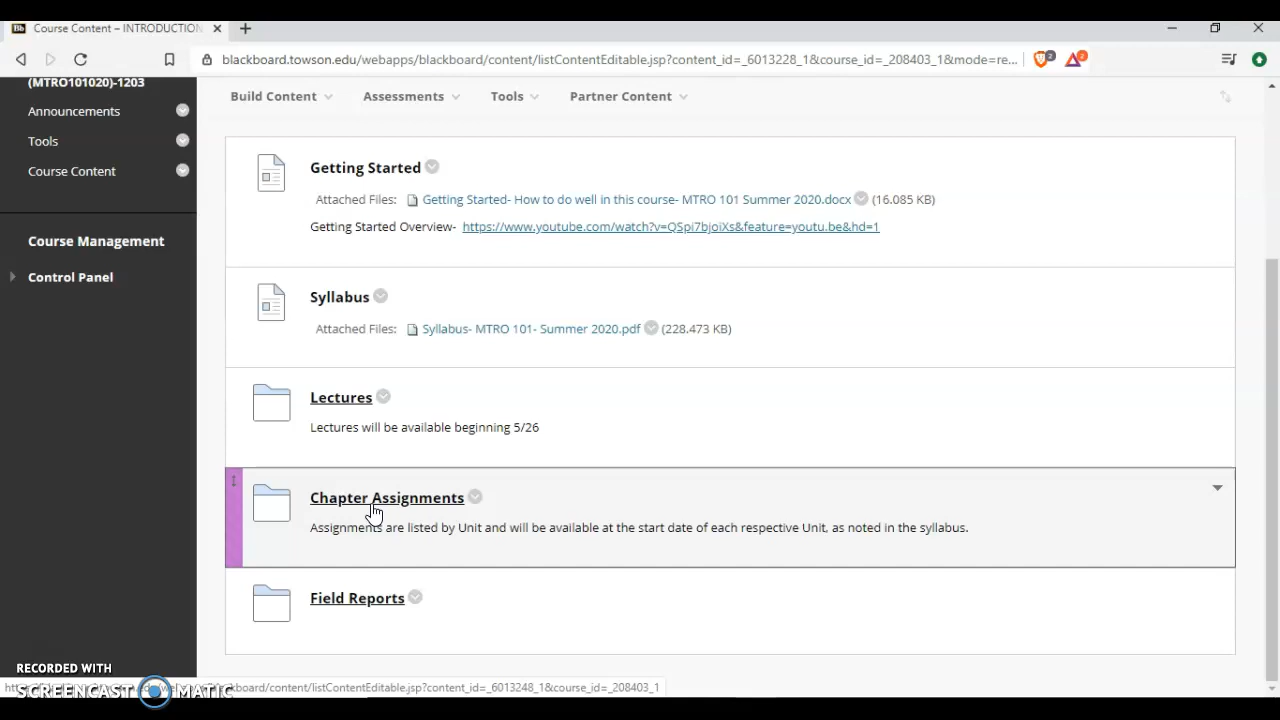 Course Content – INTRODUCTION
blackboard.towson.edu/webapps/blackboard/content/listContentEditable.jsp?content_id=_6013228_1&course_id=_208403_1&mode=re...
2
2
(MTRO101020)-1203
Announcements
Tools
Course Content
Course Management
Control Panel
Build Content
Assessments
Tools
Partner Content
Getting Started
Attached Files: Getting Started- How to do well in this course- MTRO 101 Summer 2020.docx (16.085 KB)
Getting Started Overview- https://www.youtube.com/watch?v=QSpi7bjoiXs&feature=youtu.be&hd=1
Syllabus
Attached Files: Syllabus- MTRO 101- Summer 2020.pdf (228.473 KB)
Lectures
Lectures will be available beginning 5/26
Chapter Assignments
Assignments are listed by Unit and will be available at the start date of each respective Unit, as noted in the syllabus.
Field Reports
RECORDED WITH
SCREENCAST MATIC
board/content/listContentEditable.jsp?content_id=_6013248_1&course_id=_208403_1